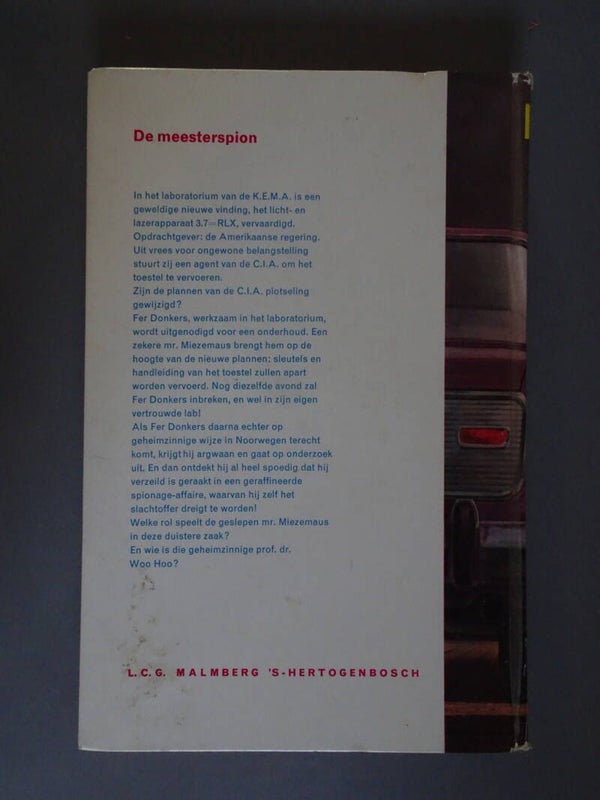 De meesterspion
In het laboratorium van de K.E.M.A. is een
geweldige nieuwe vinding, het licht- en
lazerapparaat 3.7=RLX, vervaardigd.
Opdrachtgever: de Amerikaanse regering.
Uit vrees voor ongewone belangstelling
stuurt zij een agent van de C.I.A. om het
toestel te vervoeren.
Zijn de plannen van de C.I.A. plotseling
gewijzigd?
Fer Donkers, werkzaam in het laboratorium,
wordt uitgenodigd voor een onderhoud. Een
zekere mr. Miezemaus brengt hem op de
hoogte van de nieuwe plannen; sleutels en
handleiding van het toestel zullen apart
worden vervoerd. Nog diezelfde avond zal
Fer Donkers inbreken, en wel in zijn eigen
vertrouwde lab!
Als Fer Donkers daarna echter op
geheimzinnige wijze in Noorwegen terecht
komt, krijgt hij argwaan en gaat op onderzoek
uit. En dan ontdekt hij al heel spoedig dat hij
verzeild is geraakt in een geraffineerde
spionage-affaire, waarvan hij zelf het
slachtoffer dreigt te worden!
Welke rol speelt de geslepen mr. Miezemaus
in deze duistere zaak?
En wie is die geheimzinnige prof. dr.
Woo Hoo?
L.C.G. MALMBERG 'S-HERTOGENBOSCH